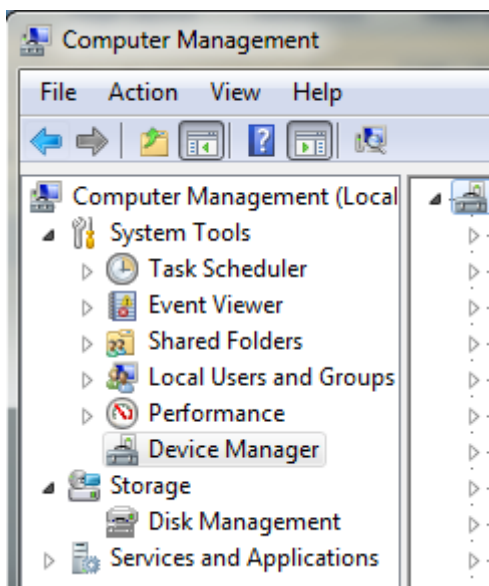 Computer Management
File Action View Help
Computer Management (Local
System Tools
Task Scheduler
Event Viewer
Shared Folders
Local Users and Groups
Performance
Device Manager
Storage
Disk Management
Services and Applications